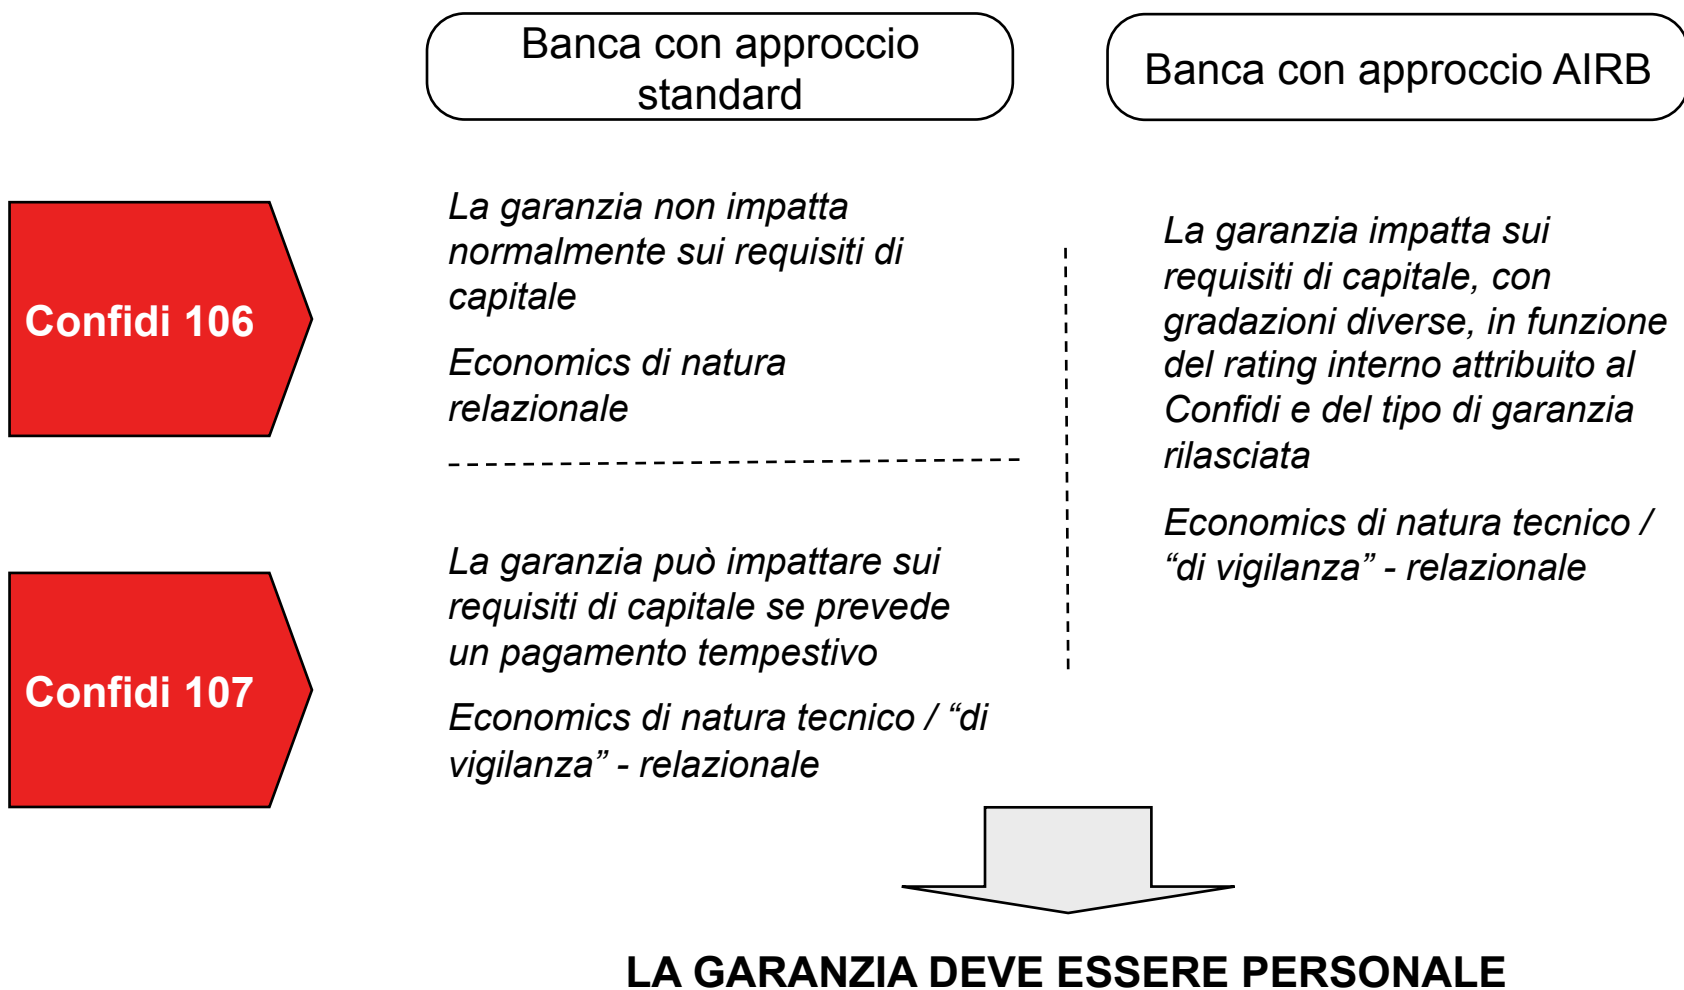 Banca con approccio
standard
Banca con approccio AIRB
Confidi 106
La garanzia non impatta
normalmente sui requisiti di
capitale
Economics di natura
relazionale
La garanzia impatta sui
requisiti di capitale, con
gradazioni diverse, in funzione
del rating interno attribuito al
Confidi e del tipo di garanzia
rilasciata
Economics di natura tecnico /
“di vigilanza” - relazionale
Confidi 107
La garanzia può impattare sui
requisiti di capitale se prevede
un pagamento tempestivo
Economics di natura tecnico / “di
vigilanza” - relazionale
LA GARANZIA DEVE ESSERE PERSONALE